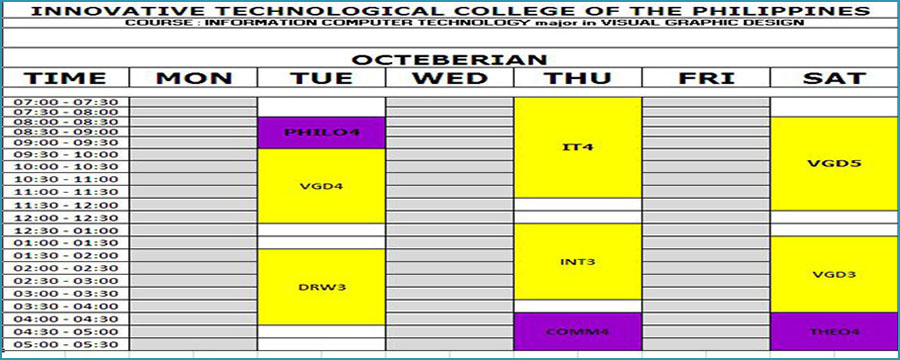 INNOVATIVE TECHNOLOGICAL COLLEGE OF THE PHILIPPINES
COURSE : INFORMATION COMPUTER TECHNOLOGY major in VISUAL GRAPHIC DESIGN
OCTEBERIAN
TIME MON TUE WED THU FRI SAT
07:00 - 07:30
07:30 - 08:00
08:00 - 08:30
08:30 - 09:00 PHILO4
09:00 - 09:30 IT4
09:30 - 10:00
10:00 - 10:30 VGD5
10:30 - 11:00 VGD4
11:00 - 11:30
11:30 - 12:00
12:00 - 12:30
12:30 - 01:00
01:00 - 01:30
01:30 - 02:00 INT3
02:00 - 02:30 VGD3
02:30 - 03:00 DRW3
03:00 - 03:30
03:30 - 04:00
04:00 - 04:30
04:30 - 05:00 COMM4 THEO4
05:00 - 05:30